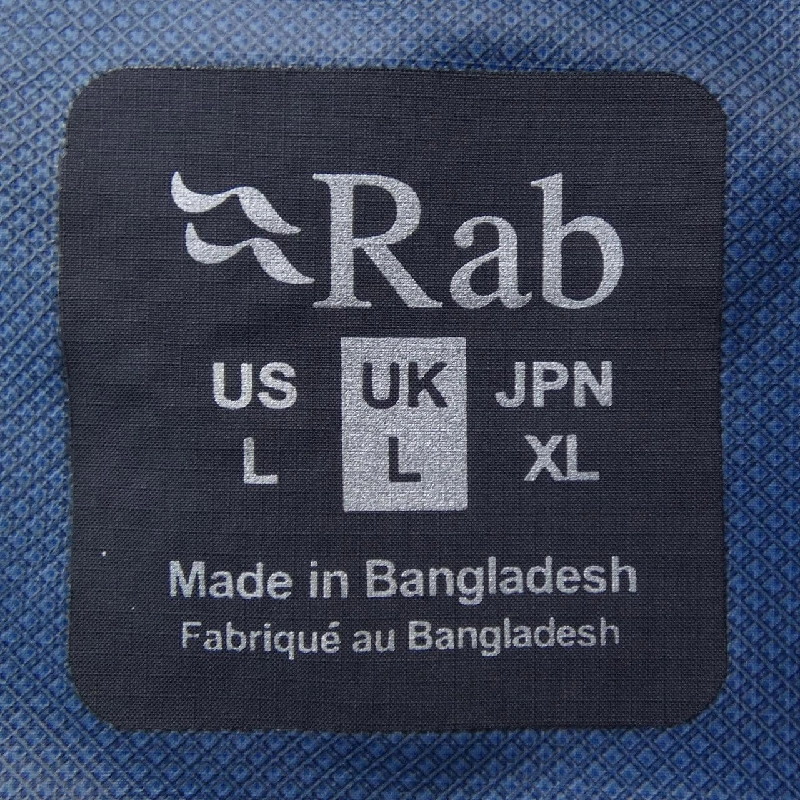 Rab
US UK JPN
L L XL
Made in Bangladesh
Fabriqué au Bangladesh